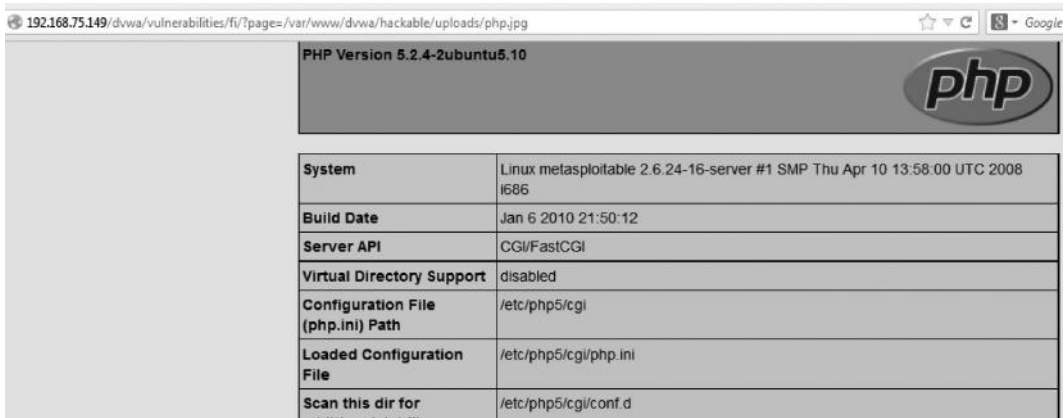 192.168.75.149/dvwa/vulnerabilities/fi/?page=/var/www/dvwa/hackable/uploads/php.jpg
Google
PHP Version 5.2.4-2ubuntu5.10
php
System
Linux metasploitable 2.6.24-16-server #1 SMP Thu Apr 10 13:58:00 UTC 2008
i686
Build Date
Jan 6 2010 21:50:12
Server API
CGI/FastCGI
Virtual Directory Support
disabled
Configuration File
(php.ini) Path
/etc/php5/cgi
Loaded Configuration
File
/etc/php5/cgi/php.ini
Scan this dir for
/etc/php5/cgi/conf.d